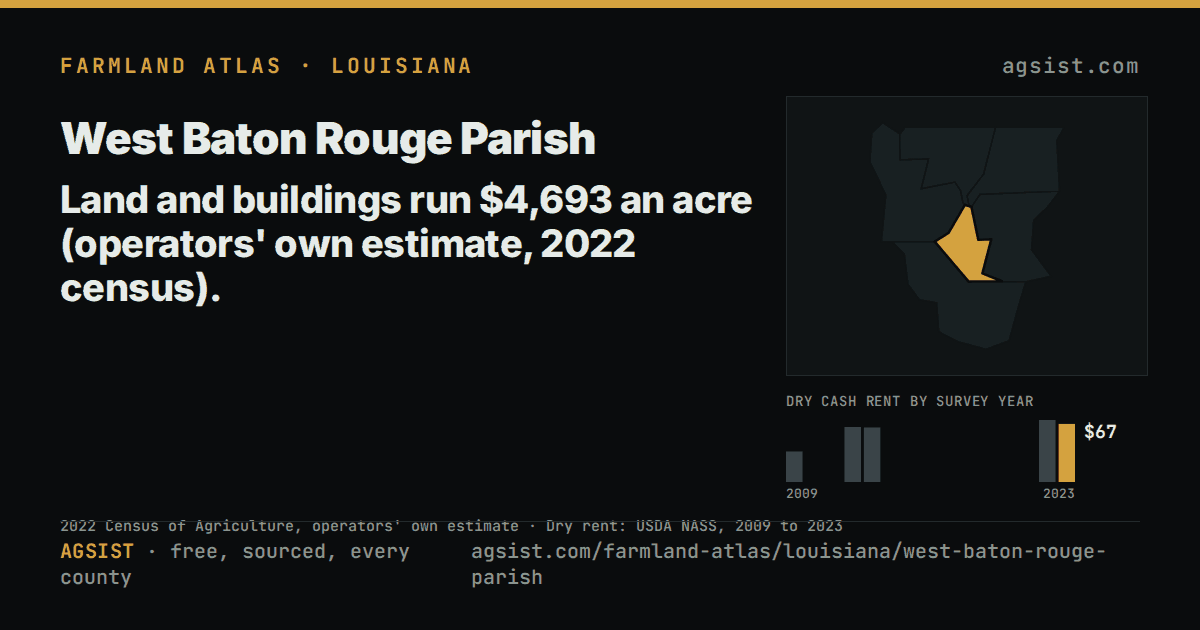 FARMLAND ATLAS · LOUISIANA
agsist.com
West Baton Rouge Parish
Land and buildings run $4,693 an acre
(operators' own estimate, 2022
census).
DRY CASH RENT BY SURVEY YEAR
$67
2009
2023
2022 Census of Agriculture, operators' own estimate · Dry rent: USDA NASS, 2009 to 2023
AGSIST · free, sourced, every
county
agsist.com/farmland-atlas/louisiana/west-baton-rouge-
parish